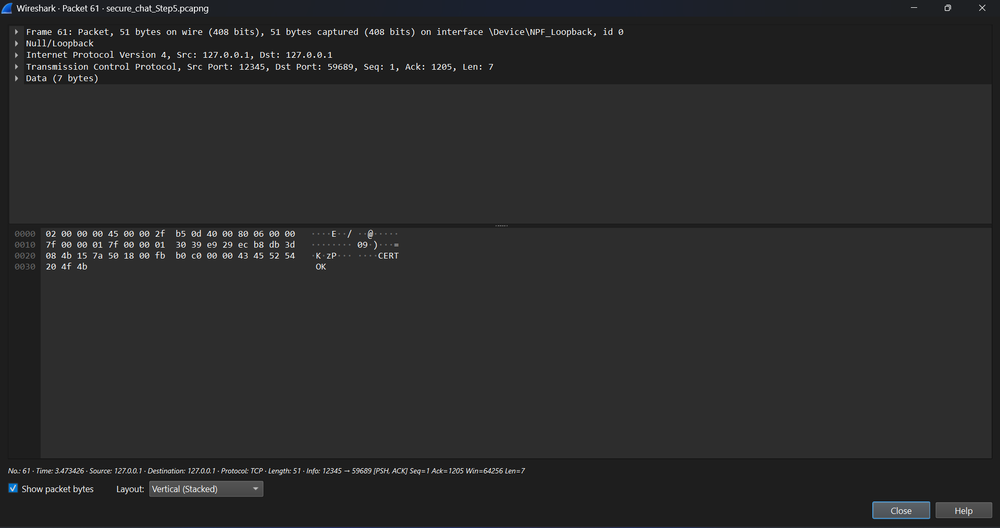 Wireshark · Packet 61 · secure_chat_Step5.pcapng
Frame 61: Packet, 51 bytes on wire (408 bits), 51 bytes captured (408 bits) on interface \Device\NPF_Loopback, id 0
Null/Loopback
Internet Protocol Version 4, Src: 127.0.0.1, Dst: 127.0.0.1
Transmission Control Protocol, Src Port: 12345, Dst Port: 59689, Seq: 1, Ack: 1205, Len: 7
Data (7 bytes)
0000 02 00 00 00 45 00 00 2f b5 0d 40 00 80 06 00 00 ····E··/ ··@·····
0010 7f 00 00 01 7f 00 00 01 30 39 e9 29 ec b8 db 3d ········ 09·)···=
0020 08 4b 15 7a 50 18 00 fb b0 c0 00 00 43 45 52 54 ·K·zP··· ····CERT
0030 20 4f 4b OK
No.: 61 · Time: 3.473426 · Source: 127.0.0.1 · Destination: 127.0.0.1 · Protocol: TCP · Length: 51 · Info: 12345 → 59689 [PSH, ACK] Seq=1 Ack=1205 Win=64256 Len=7
Show packet bytes Layout: Vertical (Stacked)
Close Help